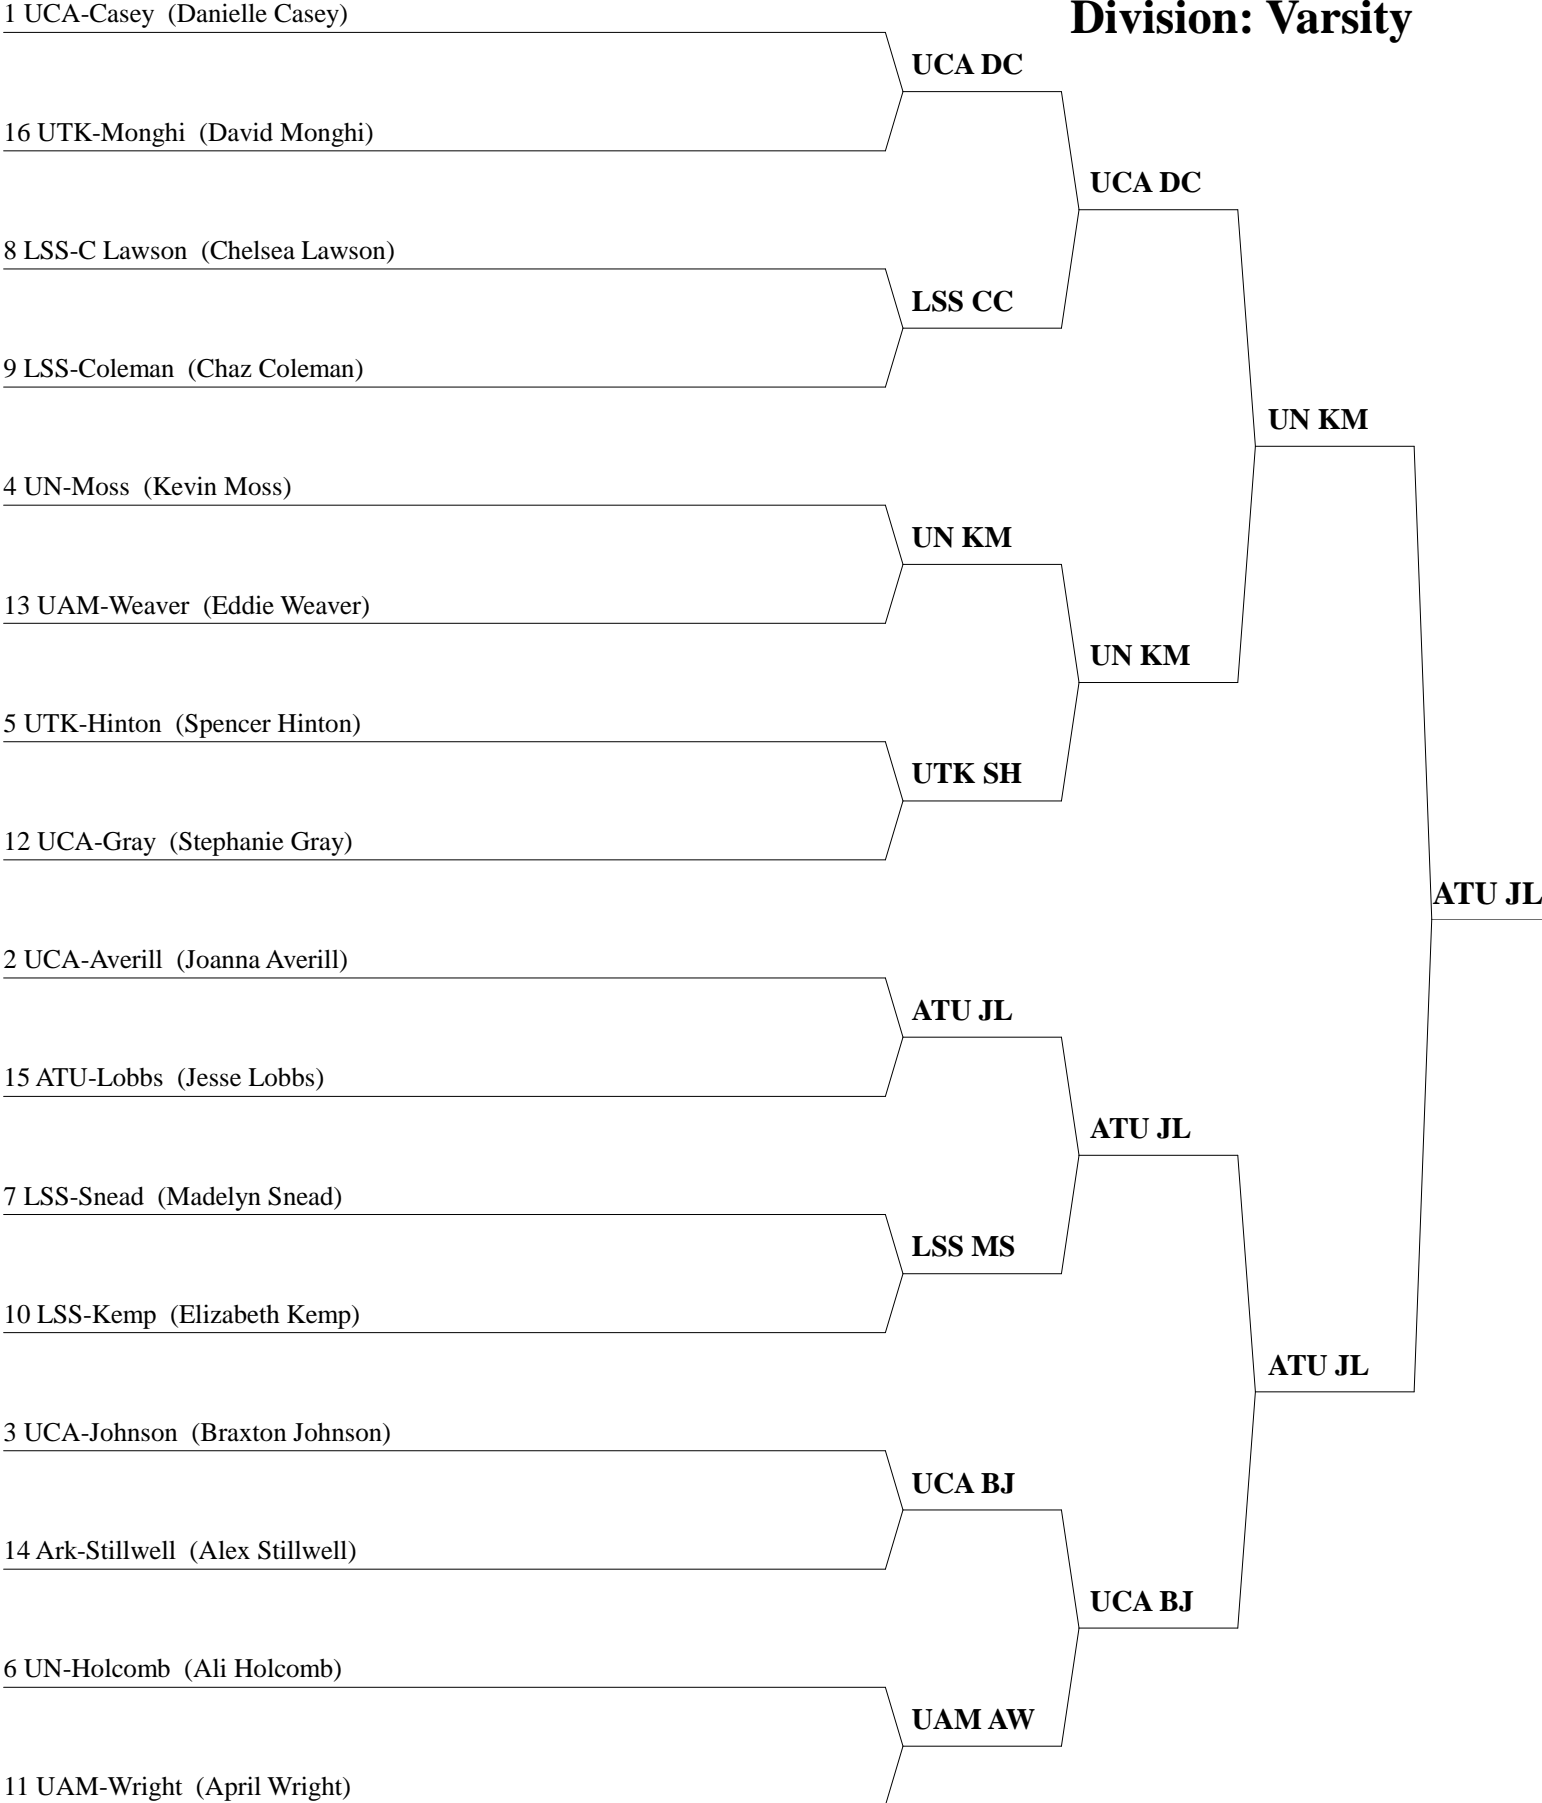 1 UCA-Casey (Danielle Casey)
Division: Varsity
UCA DC
16 UTK-Monghi (David Monghi)
UCA DC
8 LSS-C Lawson (Chelsea Lawson)
LSS CC
9 LSS-Coleman (Chaz Coleman)
UN KM
4 UN-Moss (Kevin Moss)
UN KM
13 UAM-Weaver (Eddie Weaver)
UN KM
5 UTK-Hinton (Spencer Hinton)
UTK SH
12 UCA-Gray (Stephanie Gray)
ATU JL
2 UCA-Averill (Joanna Averill)
ATU JL
15 ATU-Lobbs (Jesse Lobbs)
ATU JL
7 LSS-Snead (Madelyn Snead)
LSS MS
10 LSS-Kemp (Elizabeth Kemp)
ATU JL
3 UCA-Johnson (Braxton Johnson)
UCA BJ
14 Ark-Stillwell (Alex Stillwell)
UCA BJ
6 UN-Holcomb (Ali Holcomb)
UAM AW
11 UAM-Wright (April Wright)